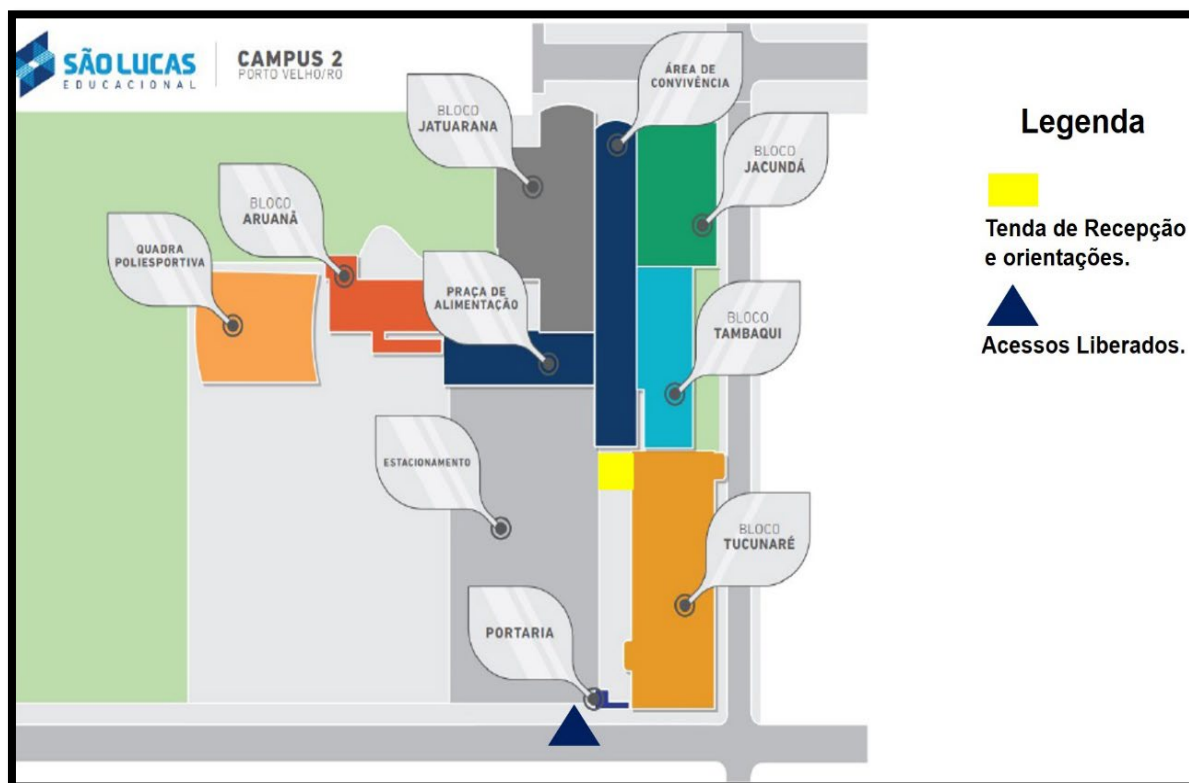 SÃO LUCAS
EDUCACIONAL
CAMPUS 2
PORTO VELHO/RO
ÁREA DE
CONVIVÊNCIA
BLOCO
JATUARANA
BLOCO
JACUNDÁ
BLOCO
ARUANÃ
QUADRA
POLIESPORTIVA
PRAÇA DE
ALIMENTAÇÃO
BLOCO
TAMBAQUI
ESTACIONAMENTO
BLOCO
TUCUNARÉ
PORTARIA
Legenda
Tenda de Recepção
e orientações.
Acessos Liberados.